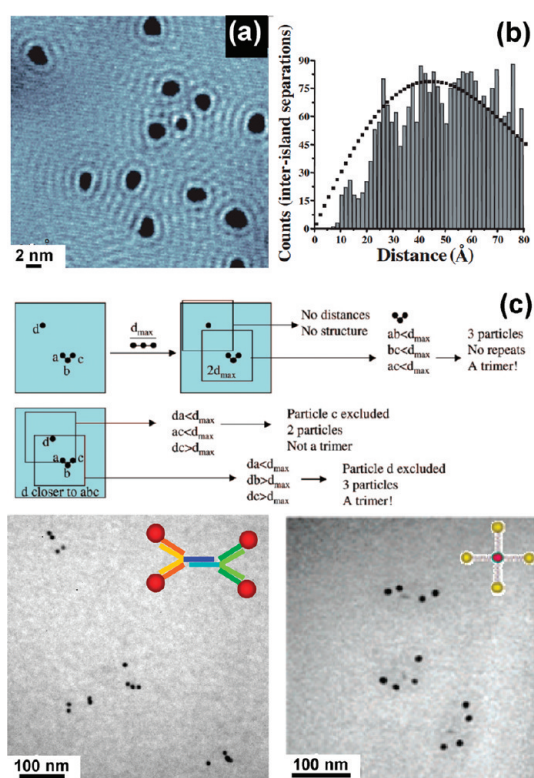 (a)
2 nm
(b)
Counts (inter-island separations)
90
75
60
45
30
15
0
0 10 20 30 40 50 60 70 80
Distance (Å)
(c)
d
a
b
c
dmax
2dmax
No distances
No structure
ab<dmax
bc<dmax
ac<dmax
3 particles
No repeats
A trimer!
d
a
b
c
d closer to abc
da<dmax
ac<dmax
dc>dmax
Particle c excluded
2 particles
Not a trimer
da<dmax
db>dmax
dc>dmax
Particle d excluded
3 particles
A trimer!
100 nm
100 nm